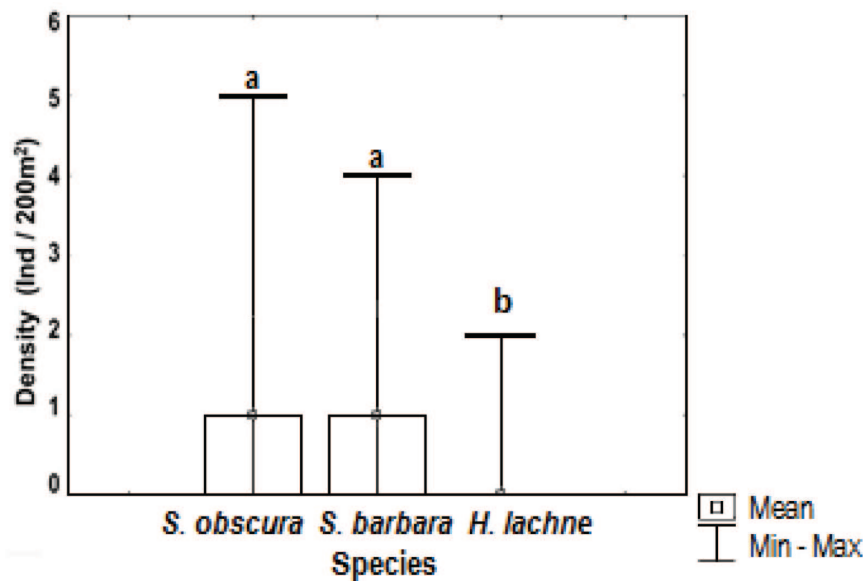 6
5
4
3
2
1
0
Density (Ind / 200m²)
a
a
b
S. obscura S. barbara H. lachne
Species
Mean
Min - Max